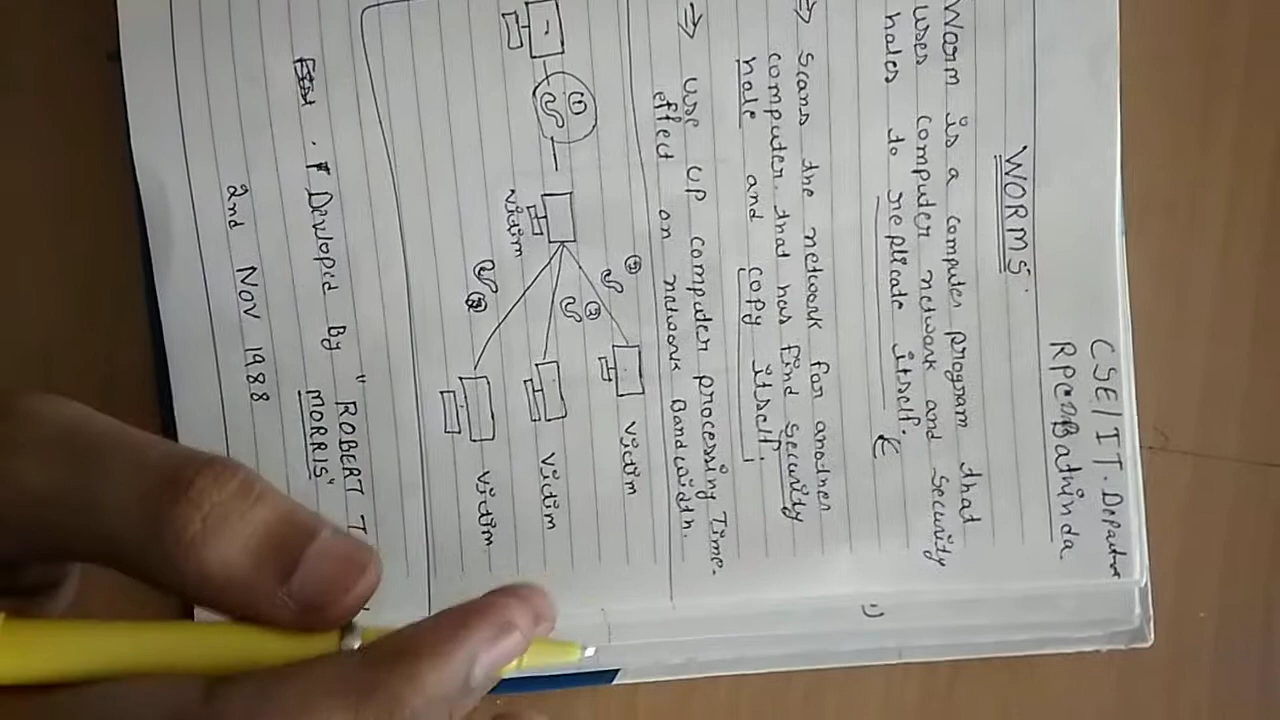 CSE/IT. Depart
RPC Bathinda
WORMS
Worm is a computer program that
uses computer network and security
holes to replicate itself.
⇒ Scans the network for another
computer. that has find security
hole and copy itself.
⇒ Use up computer processing Time.
effect on network Bandwidth.
1
Victim
Victim
Victim
Victim
. Developed By " ROBERT T
MORRIS"
2nd Nov 1988